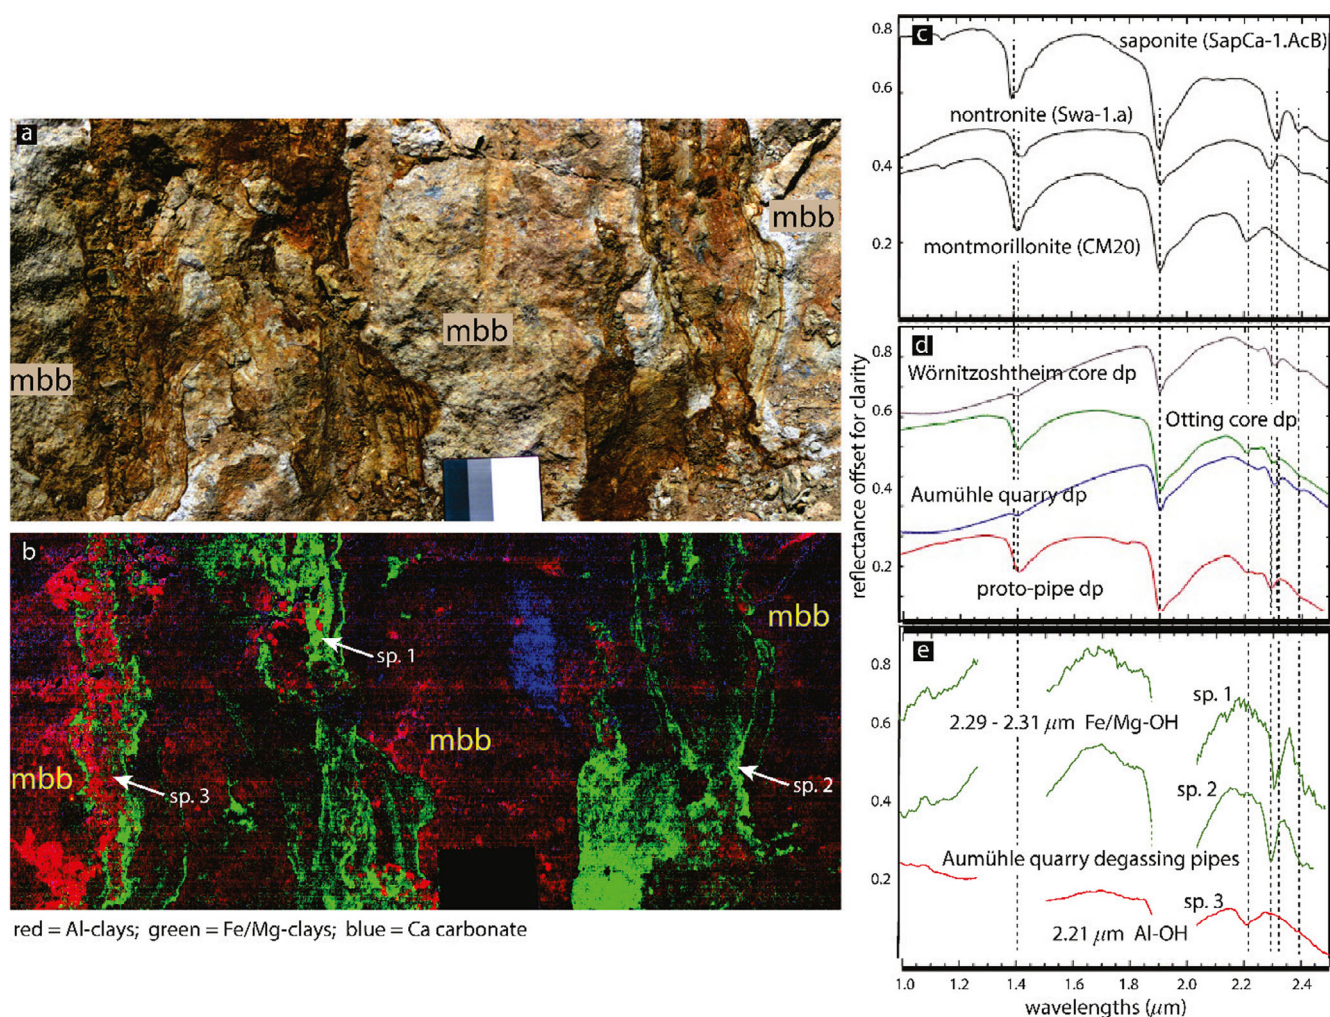 a
mbb
mbb
mbb
b
mbb
sp. 1
mbb
mbb
sp. 3
sp. 2
red = Al-clays; green = Fe/Mg-clays; blue = Ca carbonate
reflectance offset for clarity
c
0.8
saponite (SapCa-1.AcB)
0.6
nontronite (Swa-1.a)
0.4
montmorillonite (CM20)
0.2
d
0.8
Wörnitzoshtheim core dp
0.6
Otting core dp
0.4
Aumühle quarry dp
0.2
proto-pipe dp
e
0.8
sp. 1
2.29 - 2.31 µm Fe/Mg-OH
0.6
sp. 2
0.4
Aumühle quarry degassing pipes
0.2
sp. 3
2.21 µm Al-OH
1.0 1.2 1.4 1.6 1.8 2.0 2.2 2.4
wavelengths (µm)